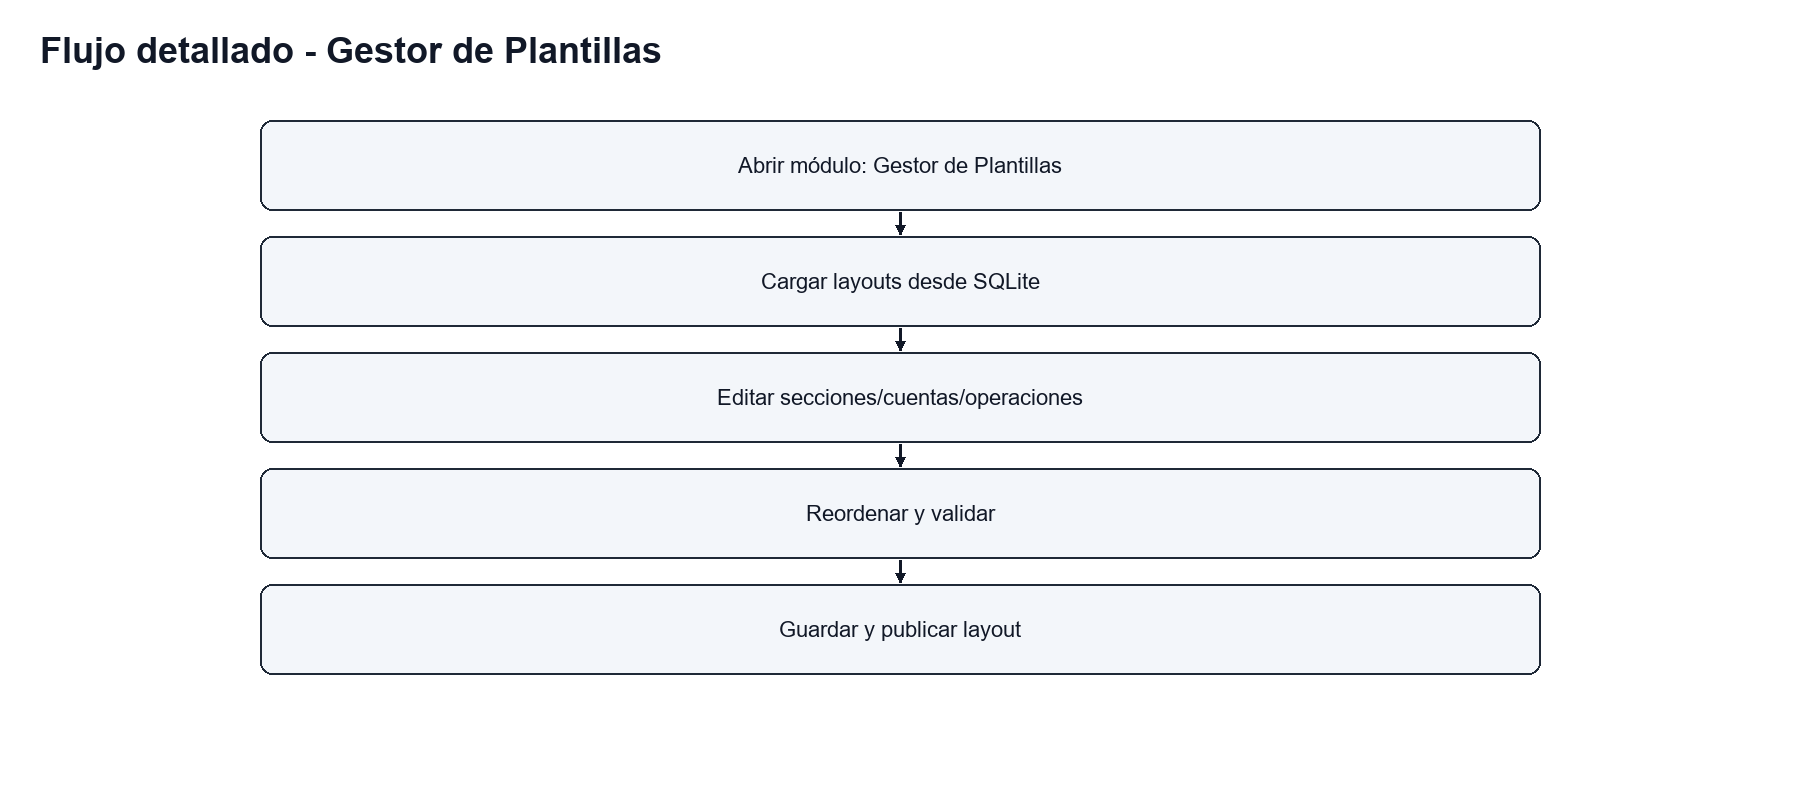 Flujo detallado - Gestor de Plantillas
Abrir módulo: Gestor de Plantillas
Cargar layouts desde SQLite
Editar secciones/cuentas/operaciones
Reordenar y validar
Guardar y publicar layout